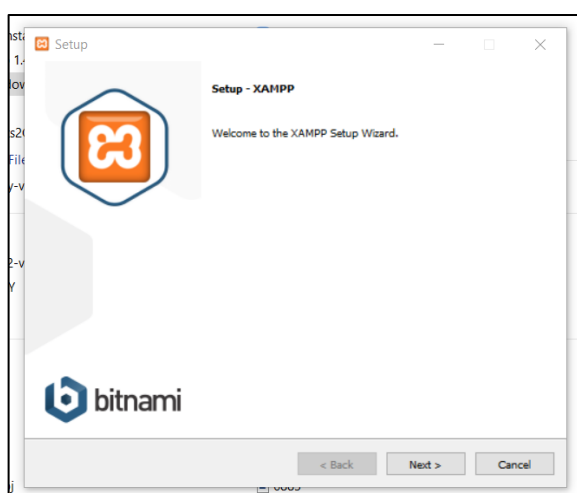 Setup
Setup - XAMPP
Welcome to the XAMPP Setup Wizard.
bitnami
< Back
Next >
Cancel